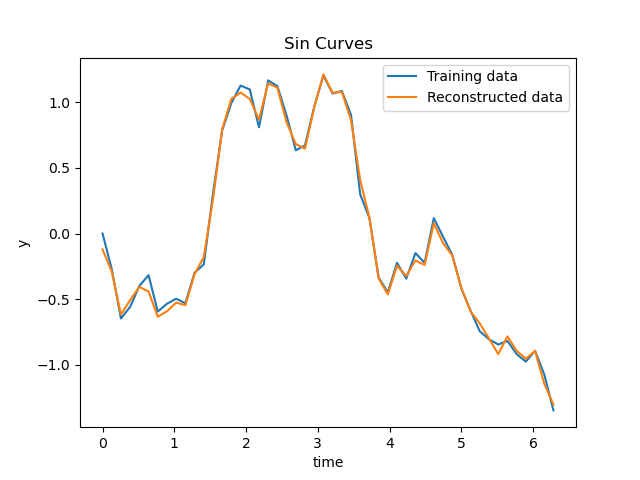 Sin Curves
Training data
Reconstructed data
1.0
0.5
0.0
−0.5
−1.0
y
0 1 2 3 4 5 6
time